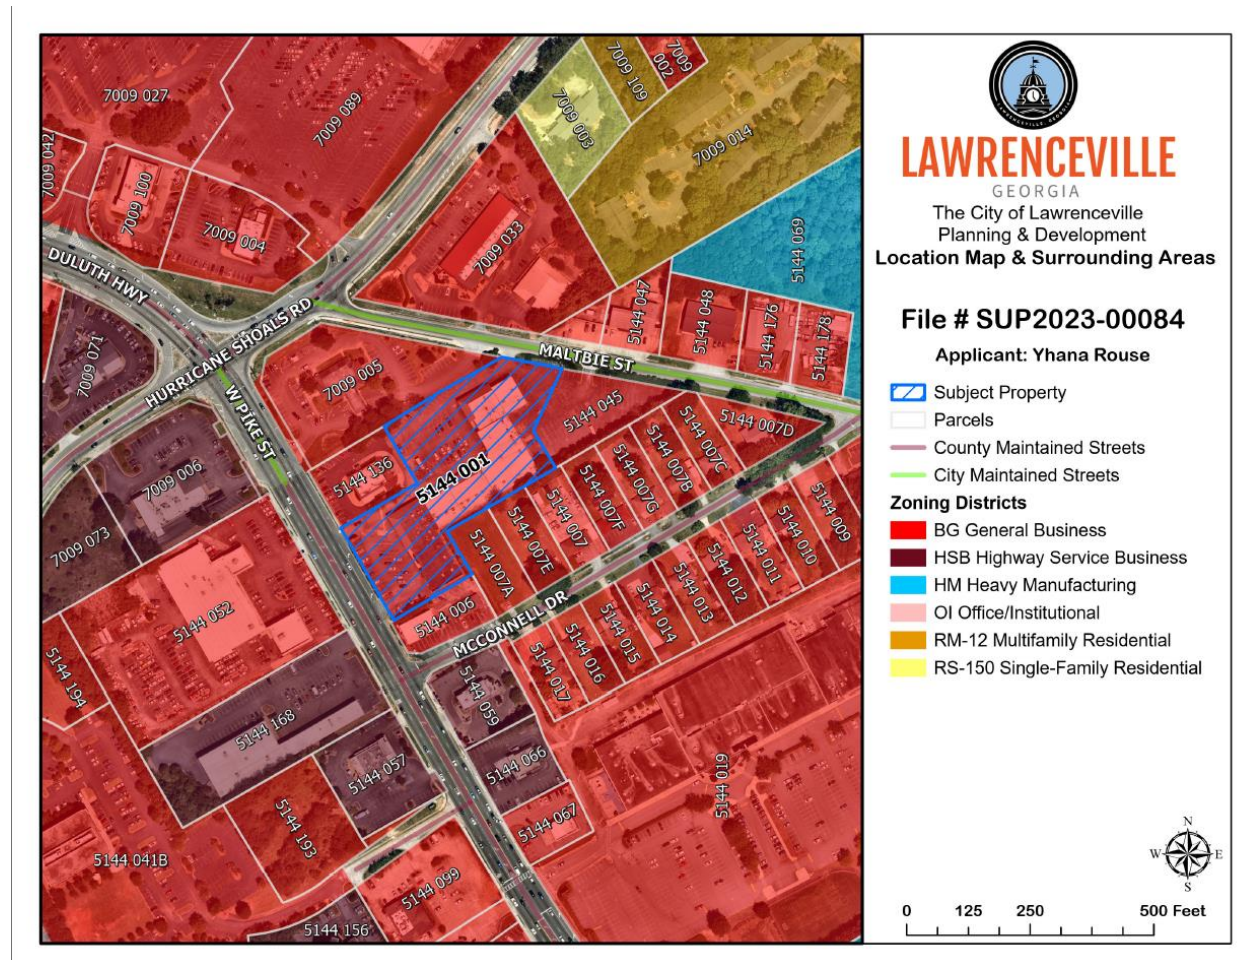 7009 027
7009 089
7009 109
7009 002
7009 003
7009 014
7009 042
7009 100
7009 004
7009 033
5144 069
DULUTH HWY
HURRICANE SHOALS RD
W PIKE ST
MALTBIE ST
5144 047
5144 048
5144 176
5144 178
7009 071
7009 005
5144 045
5144 007D
5144 007C
5144 007B
5144 007G
5144 007F
5144 007
5144 007E
5144 007A
5144 136
5144 001
7009 006
7009 073
5144 009
5144 010
5144 011
5144 012
5144 013
5144 014
5144 015
5144 016
5144 017
5144 006
MCCONNELL DR
5144 052
5144 194
5144 168
5144 059
5144 057
5144 066
5144 067
5144 019
5144 193
5144 041B
5144 099
5144 156
LAWRENCEVILLE
GEORGIA
The City of Lawrenceville
Planning & Development
Location Map & Surrounding Areas
File # SUP2023-00084
Applicant: Yhana Rouse
Subject Property
Parcels
County Maintained Streets
City Maintained Streets
Zoning Districts
BG General Business
HSB Highway Service Business
HM Heavy Manufacturing
OI Office/Institutional
RM-12 Multifamily Residential
RS-150 Single-Family Residential
N
W E
S
0 125 250 500 Feet